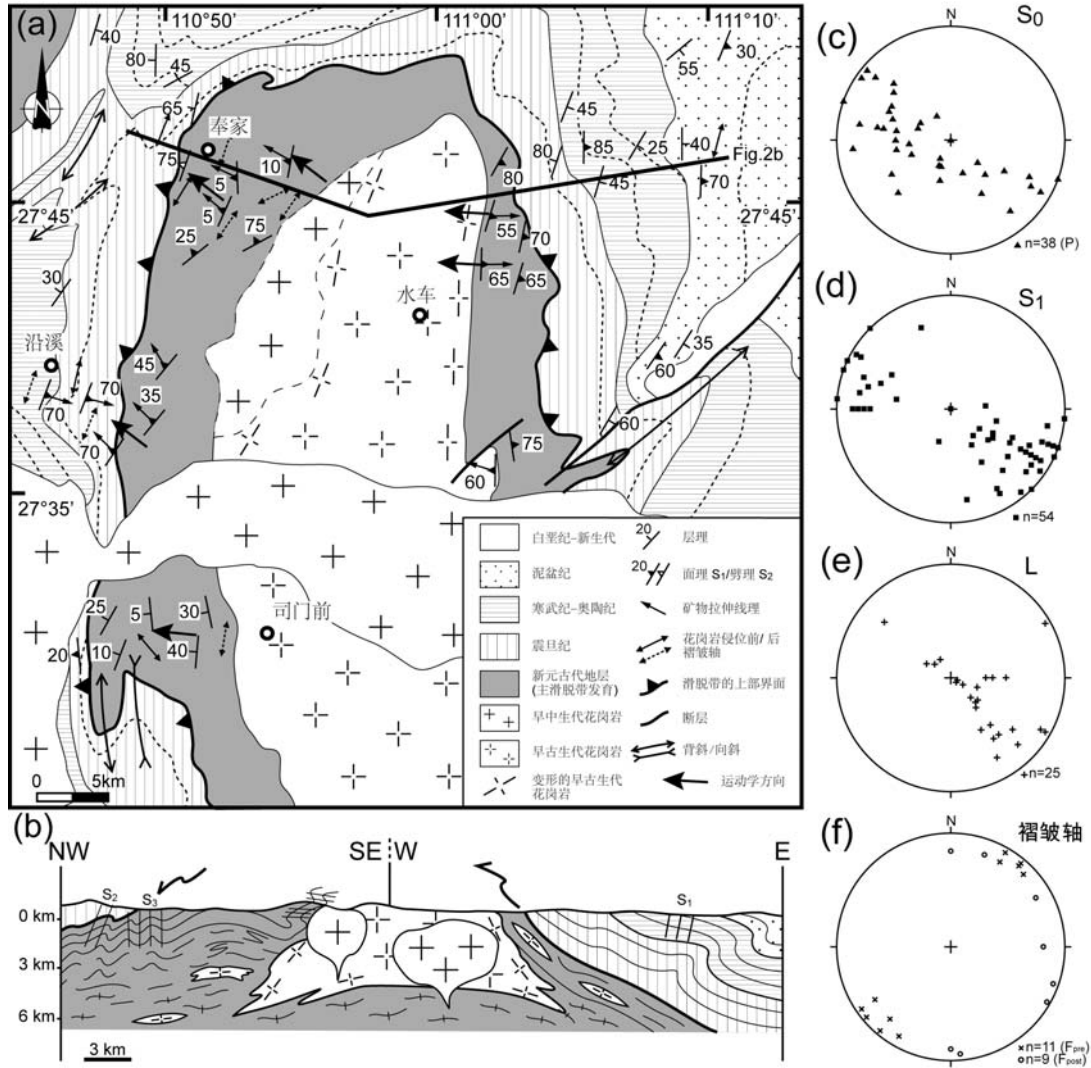 (a)
110°50'
111°00'
111°10'
40
80
45
65
奉家
75
5
10
5
25
75
27°45'
30
沿溪
45
35
70
70
70
27°35'
水车
55
30
45
85
25
40
80
45
70
Fig.2b
27°45'
55
70
65
65
35
60
60
75
60
25
5
30
司门前
20
10
40
0
5km
白垩纪-新生代
20
层理
泥盆纪
20
面理 S1/劈理 S2
寒武纪-奥陶纪
矿物拉伸线理
震旦纪
花岗岩侵位前/后
褶皱轴
新元古代地层
(主滑脱带发育)
滑脱带的上部界面
早中生代花岗岩
断层
早古生代花岗岩
背斜/向斜
变形的早古生代
花岗岩
运动学方向
(b)
NW
SE
W
E
S2
S3
S1
0 km
3 km
6 km
3 km
(c)
N
S0
n=38 (P)
(d)
N
S1
n=54
(e)
N
L
n=25
(f)
N
褶皱轴
n=11 (Fpre)
n=9 (Fpost)